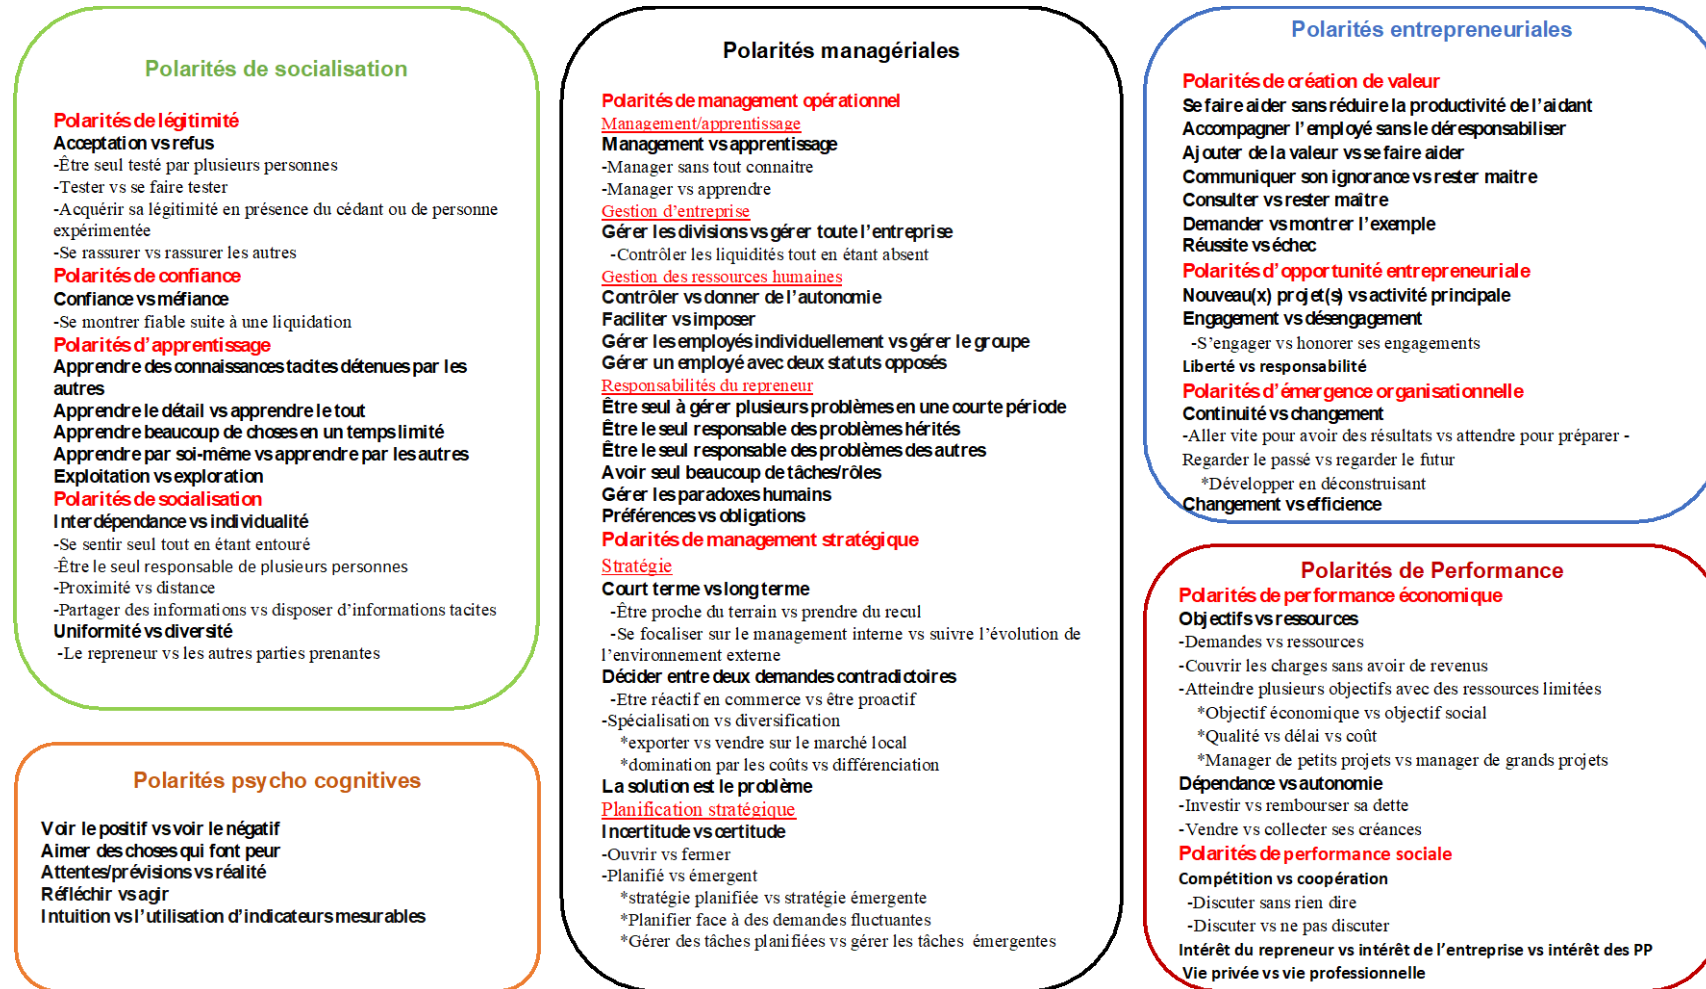 Polarités de socialisation
Polarités de légitimité
Acceptation vs refus
-Être seul testé par plusieurs personnes
-Tester vs se faire tester
-Acquérir sa légitimité en présence du cédant ou de personne
expérimentée
-Se rassurer vs rassurer les autres
Polarités de confiance
Confiance vs méfiance
-Se montrer fiable suite à une liquidation
Polarités d'apprentissage
Apprendre des connaissances tacites détenues par les
autres
Apprendre le détail vs apprendre le tout
Apprendre beaucoup de choses en un temps limité
Apprendre par soi-même vs apprendre par les autres
Exploitation vs exploration
Polarités de socialisation
Interdépendance vs individualité
-Se sentir seul tout en étant entouré
-Être le seul responsable de plusieurs personnes
-Proximité vs distance
-Partager des informations vs disposer d'informations tacites
Uniformité vs diversité
-Le repreneur vs les autres parties prenantes
Polarités psycho cognitives
Voir le positif vs voir le négatif
Aimer des choses qui font peur
Attentes/prévisions vs réalité
Réfléchir vs agir
Intuition vs l'utilisation d'indicateurs mesurables
Polarités managériales
Polarités de management opérationnel
Management/apprentissage
Management vs apprentissage
-Manager sans tout connaitre
-Manager vs apprendre
Gestion d'entreprise
Gérer les divisions vs gérer toute l'entreprise
-Contrôler les liquidités tout en étant absent
Gestion des ressources humaines
Contrôler vs donner de l'autonomie
Faciliter vs imposer
Gérer les employés individuellement vs gérer le groupe
Gérer un employé avec deux statuts opposés
Responsabilités du repreneur
Être seul à gérer plusieurs problèmes en une courte période
Être le seul responsable des problèmes hérités
Être le seul responsable des problèmes des autres
Avoir seul beaucoup de tâches/rôles
Gérer les paradoxes humains
Préférences vs obligations
Polarités de management stratégique
Stratégie
Court terme vs long terme
-Être proche du terrain vs prendre du recul
-Se focaliser sur le management interne vs suivre l'évolution de
l'environnement externe
Décider entre deux demandes contradictoires
-Etre réactif en commerce vs être proactif
-Spécialisation vs diversification
*exporter vs vendre sur le marché local
*domination par les coûts vs différenciation
La solution est le problème
Planification stratégique
Incertitude vs certitude
-Ouvrir vs fermer
-Planifié vs émergent
*stratégie planifiée vs stratégie émergente
*Planifier face à des demandes fluctuantes
*Gérer des tâches planifiées vs gérer les tâches émergentes
Polarités entrepreneuriales
Polarités de création de valeur
Se faire aider sans réduire la productivité de l'aidant
Accompagner l'employé sans le déresponsabiliser
Ajouter de la valeur vs se faire aider
Communiquer son ignorance vs rester maitre
Consulter vs rester maître
Demander vs montrer l'exemple
Réussite vs échec
Polarités d'opportunité entrepreneuriale
Nouveau(x) projet(s) vs activité principale
Engagement vs désengagement
-S'engager vs honorer ses engagements
Liberté vs responsabilité
Polarités d'émergence organisationnelle
Continuité vs changement
-Aller vite pour avoir des résultats vs attendre pour préparer -
Regarder le passé vs regarder le futur
*Développer en déconstruisant
Changement vs efficience
Polarités de Performance
Polarités de performance économique
Objectifs vs ressources
-Demandes vs ressources
-Couvrir les charges sans avoir de revenus
-Atteindre plusieurs objectifs avec des ressources limitées
*Objectif économique vs objectif social
*Qualité vs délai vs coût
*Manager de petits projets vs manager de grands projets
Dépendance vs autonomie
-Investir vs rembourser sa dette
-Vendre vs collecter ses créances
Polarités de performance sociale
Compétition vs coopération
-Discuter sans rien dire
-Discuter vs ne pas discuter
Intérêt du repreneur vs intérêt de l'entreprise vs intérêt des PP
Vie privée vs vie professionnelle